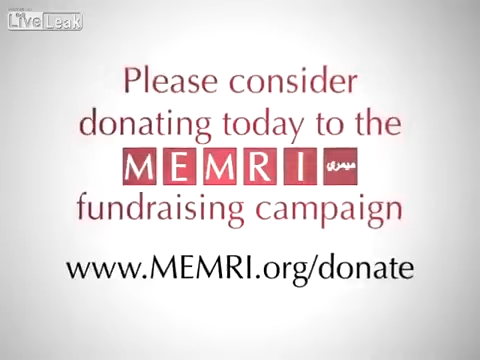 LiveLeak
Please consider
donating today to the
MEMRI ميمري
fundraising campaign
www.MEMRI.org/donate